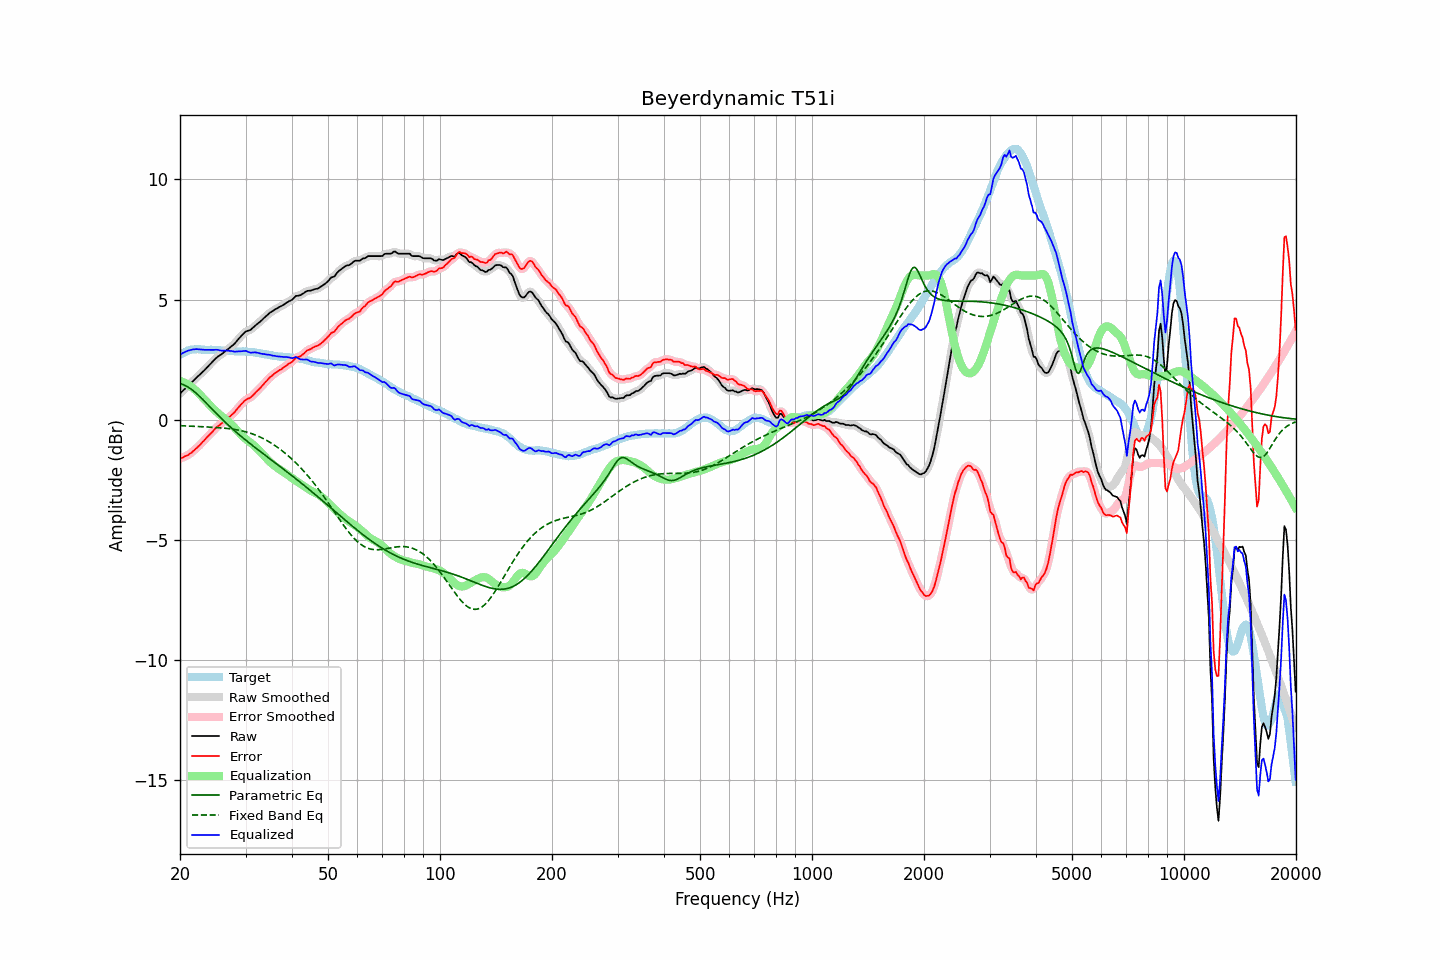 Beyerdynamic T51i
Amplitude (dBr)
10
5
0
−5
−10
−15
Target
Raw Smoothed
Error Smoothed
Raw
Error
Equalization
Parametric Eq
Fixed Band Eq
Equalized
20 50 100 200 500 1000 2000 5000 10000 20000
Frequency (Hz)